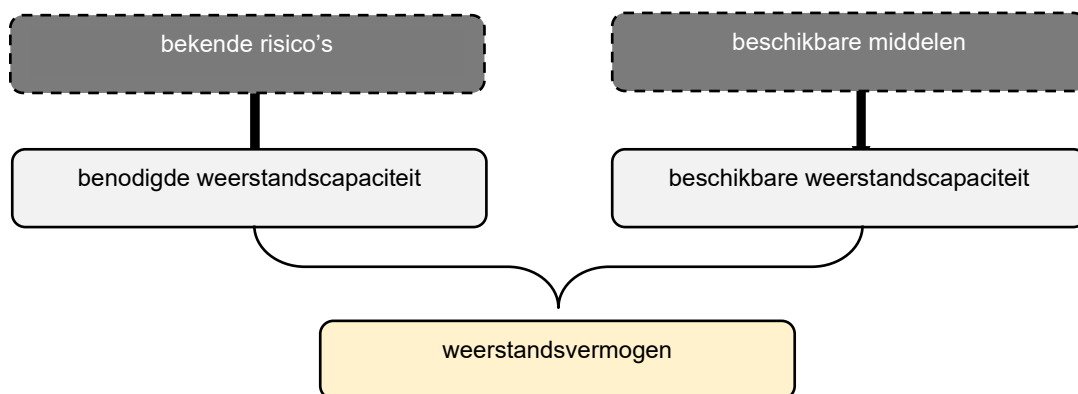 bekende risico’s
beschikbare middelen
benodigde weerstandscapaciteit
beschikbare weerstandscapaciteit
weerstandsvermogen